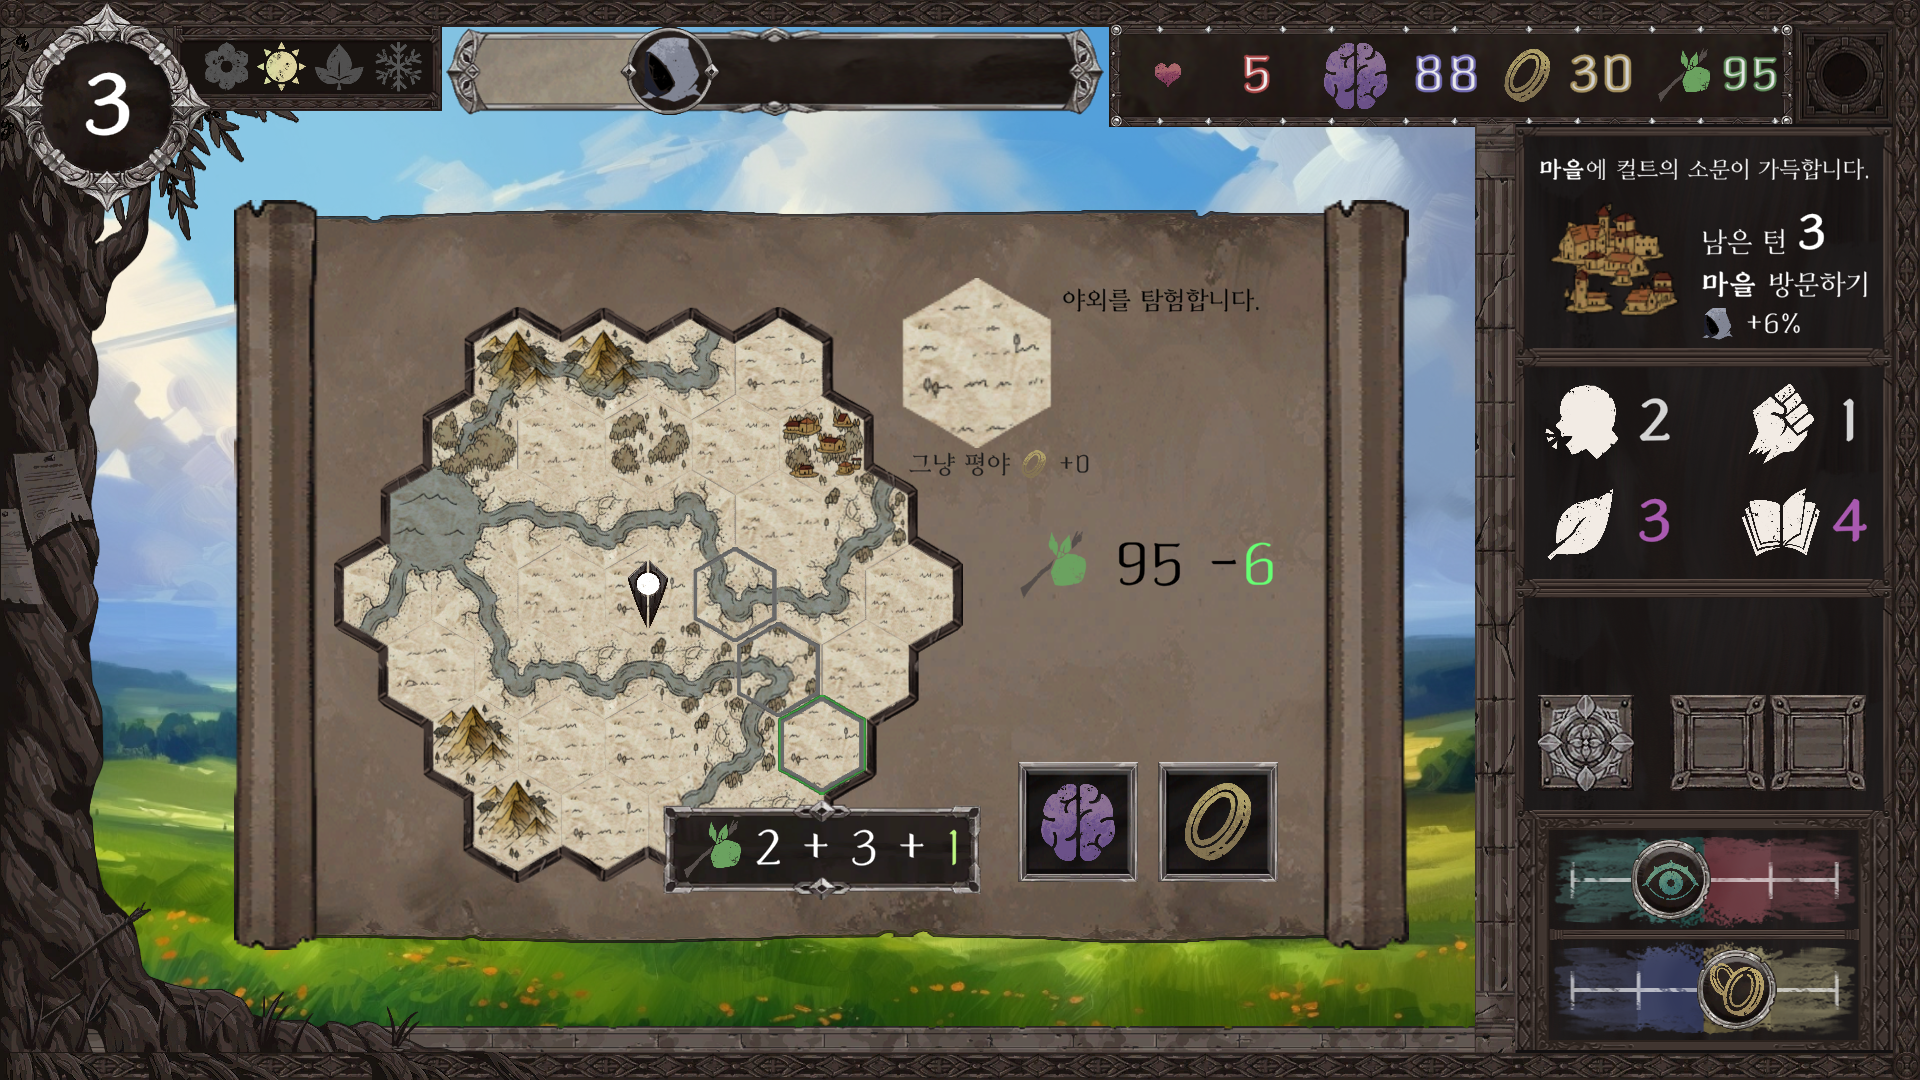 3
5
88
30
95
마을에 컬트의 소문이 가득합니다.
남은 턴 3
마을 방문하기
+6%
야외를 탐험합니다.
그냥 평야 +0
95 -6
2 1
3 4
2 + 3 + 1